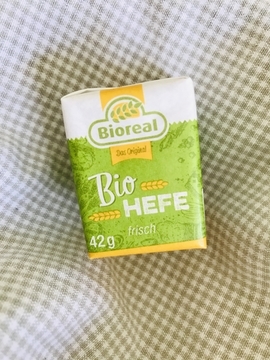 Bioreal
Das Original
Bio
HEFE
frisch
42g